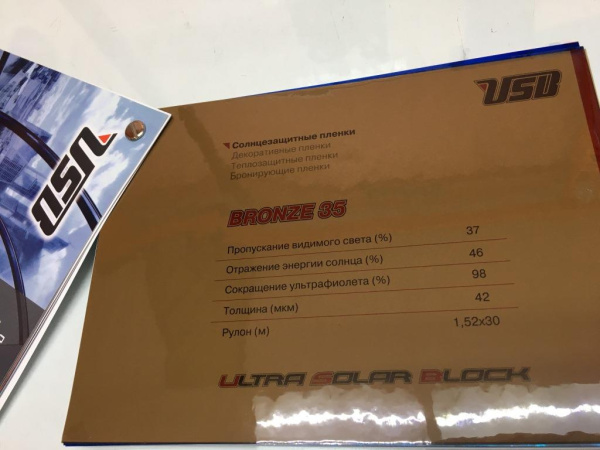 USB
Солнцезащитные пленки
Декоративные пленки
Теплозащитные пленки
Бронирующие пленки
BRONZE 35
Пропускание видимого света (%) 37
Отражение энергии солнца (%) 46
Сокращение ультрафиолета (%) 98
Толщина (мкм) 42
Рулон (м) 1,52x30
ULTRA SOLAR BLOCK
USB